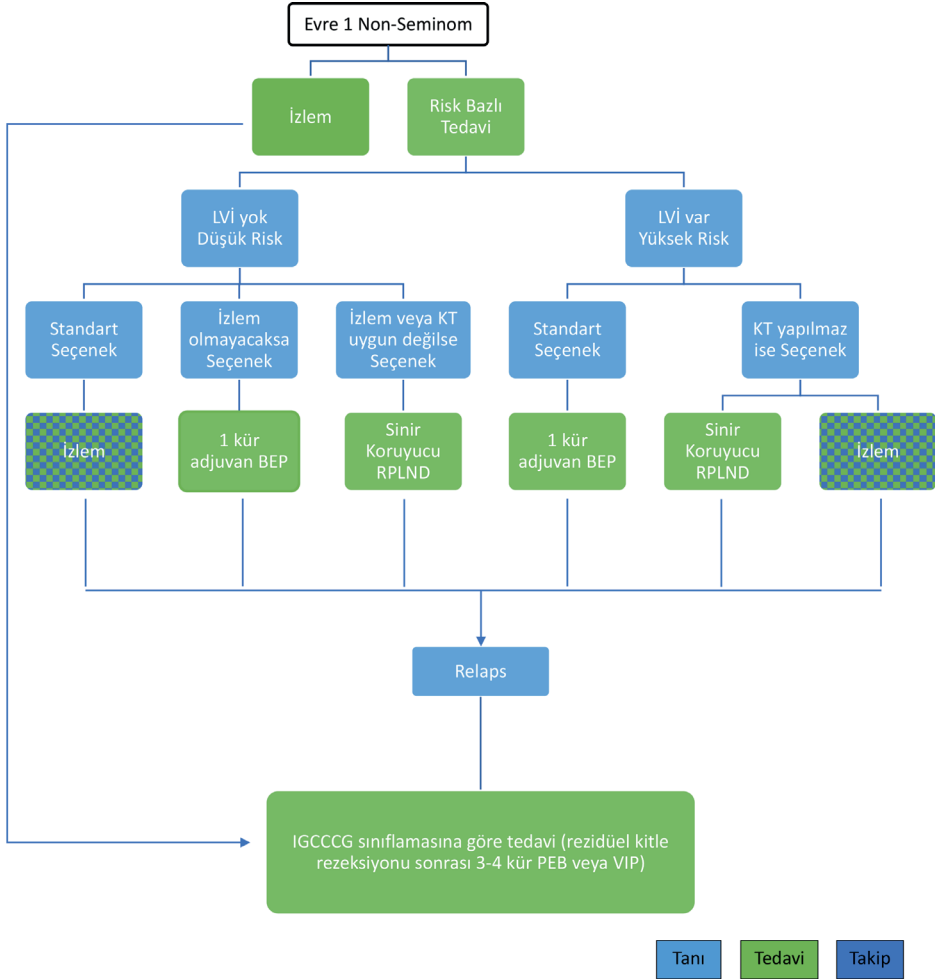 Evre 1 Non-Seminom
İzlem
Risk Bazlı
Tedavi
LVİ yok
Düşük Risk
LVİ var
Yüksek Risk
Standart
Seçenek
İzlem
olmayacaksa
Seçenek
İzlem veya KT
uygun değilse
Seçenek
Standart
Seçenek
KT yapılmaz
ise Seçenek
İzlem
1 kür
adjuvan BEP
Sinir
Koruyucu
RPLND
1 kür
adjuvan BEP
Sinir
Koruyucu
RPLND
İzlem
Relaps
IGCCCG sınıflamasına göre tedavi (rezidüel kitle
rezeksiyonu sonrası 3-4 kür PEB veya VIP)
Tanı
Tedavi
Takip